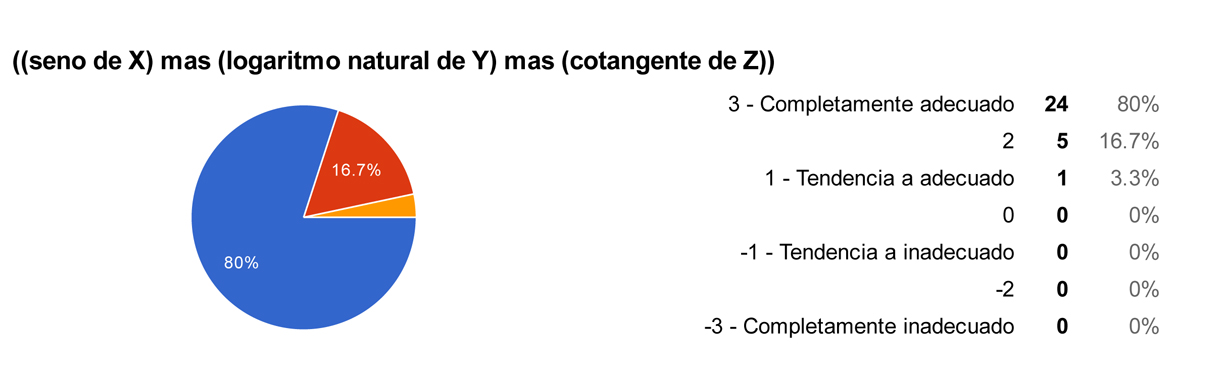 ((seno de X) mas (logaritmo natural de Y) mas (cotangente de Z))
16.7%
80%
3 - Completamente adecuado 24 80%
2 5 16.7%
1 - Tendencia a adecuado 1 3.3%
0 0 0%
-1 - Tendencia a inadecuado 0 0%
-2 0 0%
-3 - Completamente inadecuado 0 0%